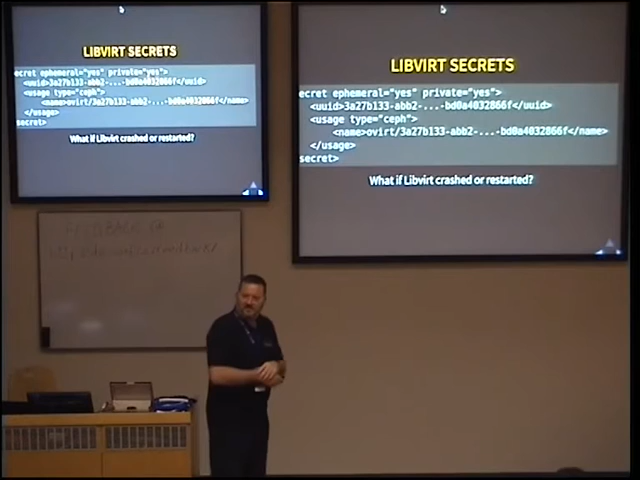 LIBVIRT SECRETS
ecret ephemeral="yes" private="yes">
<uuid>3a27b133-abb2-...-bd0a4032866f</uuid>
<usage type="ceph">
<name>ovirt/3a27b133-abb2-...-bd0a4032866f</name>
</usage>
secret>
What if Libvirt crashed or restarted?
LIBVIRT SECRETS
ecret ephemeral="yes" private="yes">
<uuid>3a27b133-abb2-...-bd0a4032866f</uuid>
<usage type="ceph">
<name>ovirt/3a27b133-abb2-...-bd0a4032866f</name>
</usage>
secret>
What if Libvirt crashed or restarted?
FEEDBACK @